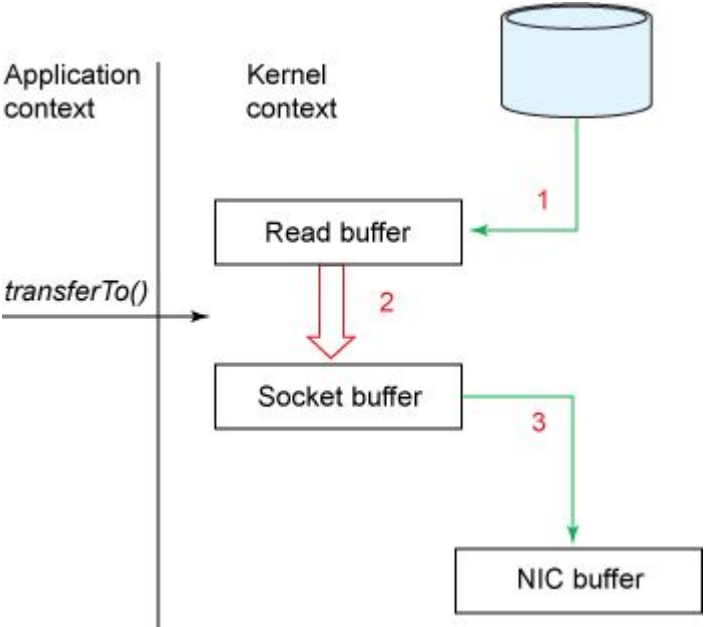 Application
context
Kernel
context
1
Read buffer
transferTo()
2
Socket buffer
3
NIC buffer